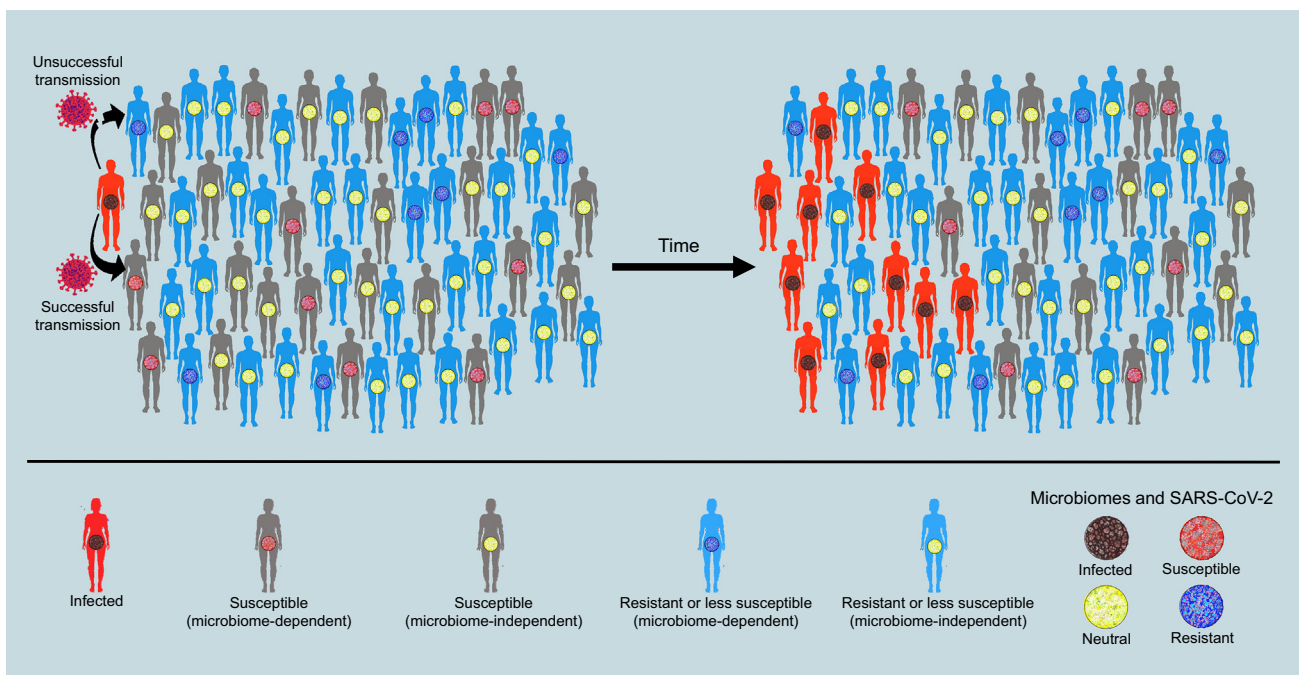 Unsuccessful
transmission
Successful
transmission
Time
Infected
Susceptible
(microbiome-dependent)
Susceptible
(microbiome-independent)
Resistant or less susceptible
(microbiome-dependent)
Resistant or less susceptible
(microbiome-independent)
Microbiomes and SARS-CoV-2
Infected
Susceptible
Neutral
Resistant